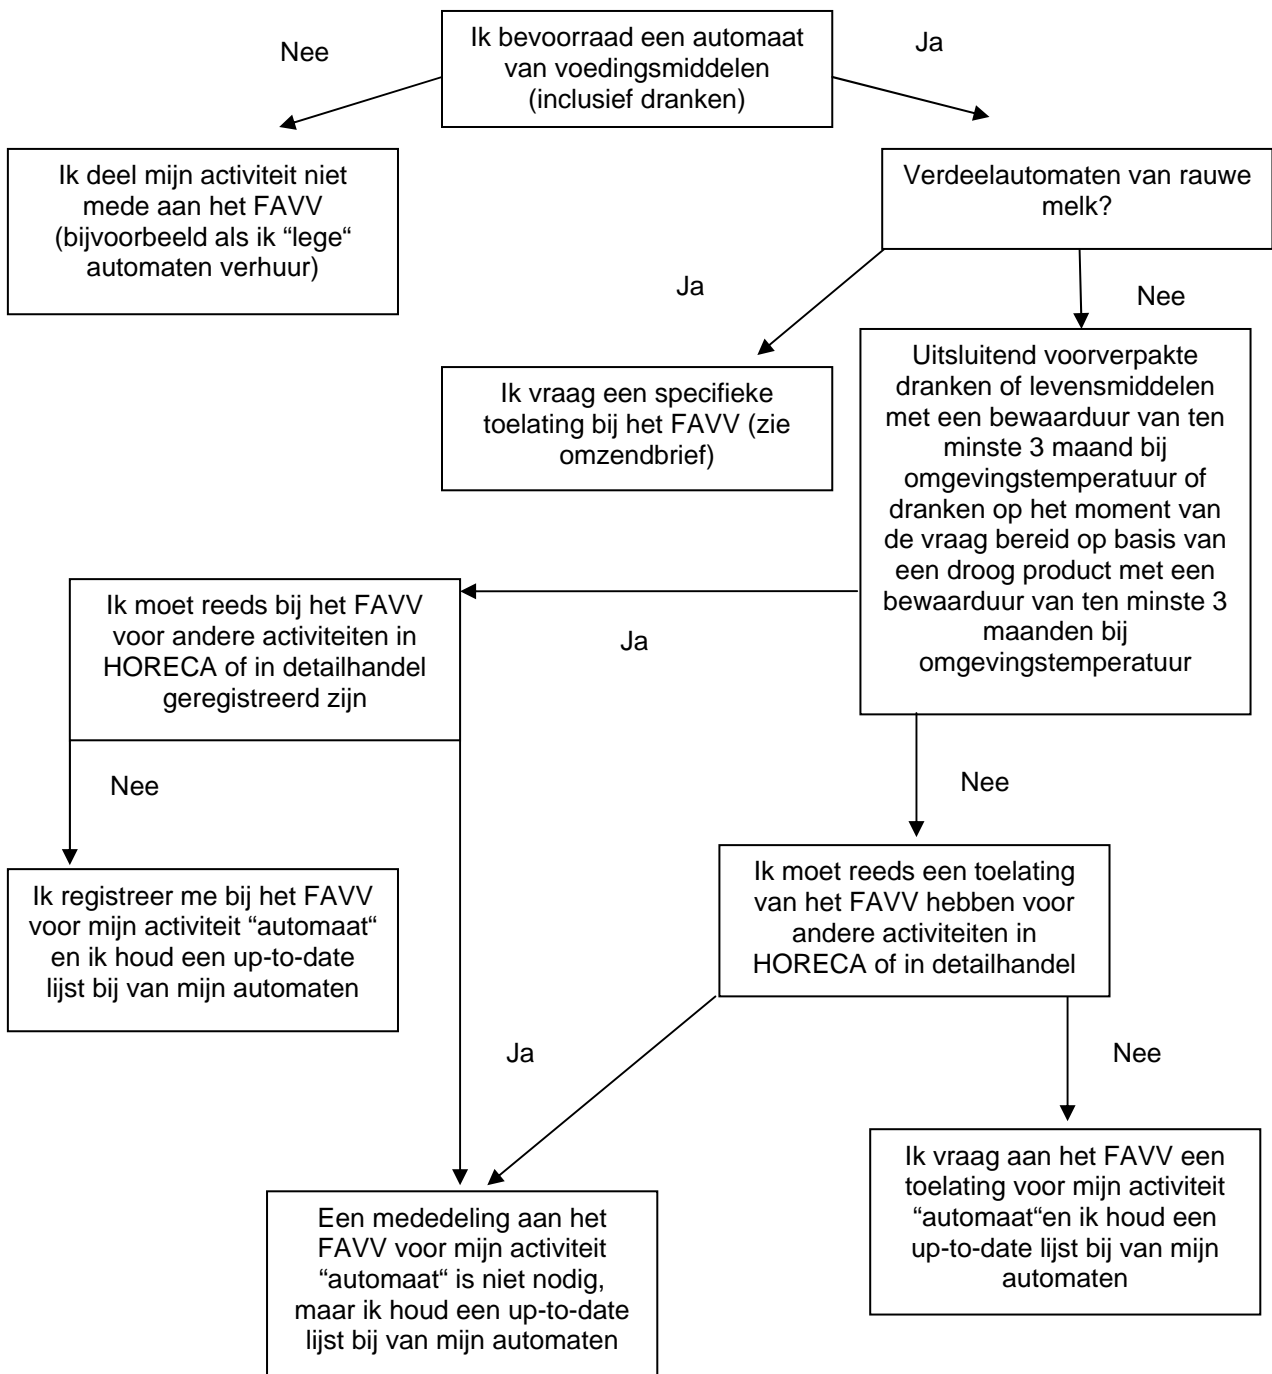 Nee
Ik bevoorraad een automaat
van voedingsmiddelen
(inclusief dranken)
Ja
Ik deel mijn activiteit niet
mede aan het FAVV
(bijvoorbeeld als ik “lege“
automaten verhuur)
Verdeelautomaten van rauwe
melk?
Ja
Nee
Ik vraag een specifieke
toelating bij het FAVV (zie
omzendbrief)
Uitsluitend voorverpakte
dranken of levensmiddelen
met een bewaarduur van ten
minste 3 maand bij
omgevingstemperatuur of
dranken op het moment van
de vraag bereid op basis van
een droog product met een
bewaarduur van ten minste 3
maanden bij
omgevingstemperatuur
Ik moet reeds bij het FAVV
voor andere activiteiten in
HORECA of in detailhandel
geregistreerd zijn
Ja
Nee
Nee
Ik registreer me bij het FAVV
voor mijn activiteit “automaat“
en ik houd een up-to-date
lijst bij van mijn automaten
Ik moet reeds een toelating
van het FAVV hebben voor
andere activiteiten in
HORECA of in detailhandel
Ja
Nee
Een mededeling aan het
FAVV voor mijn activiteit
“automaat“ is niet nodig,
maar ik houd een up-to-date
lijst bij van mijn automaten
Ik vraag aan het FAVV een
toelating voor mijn activiteit
“automaat“en ik houd een
up-to-date lijst bij van mijn
automaten